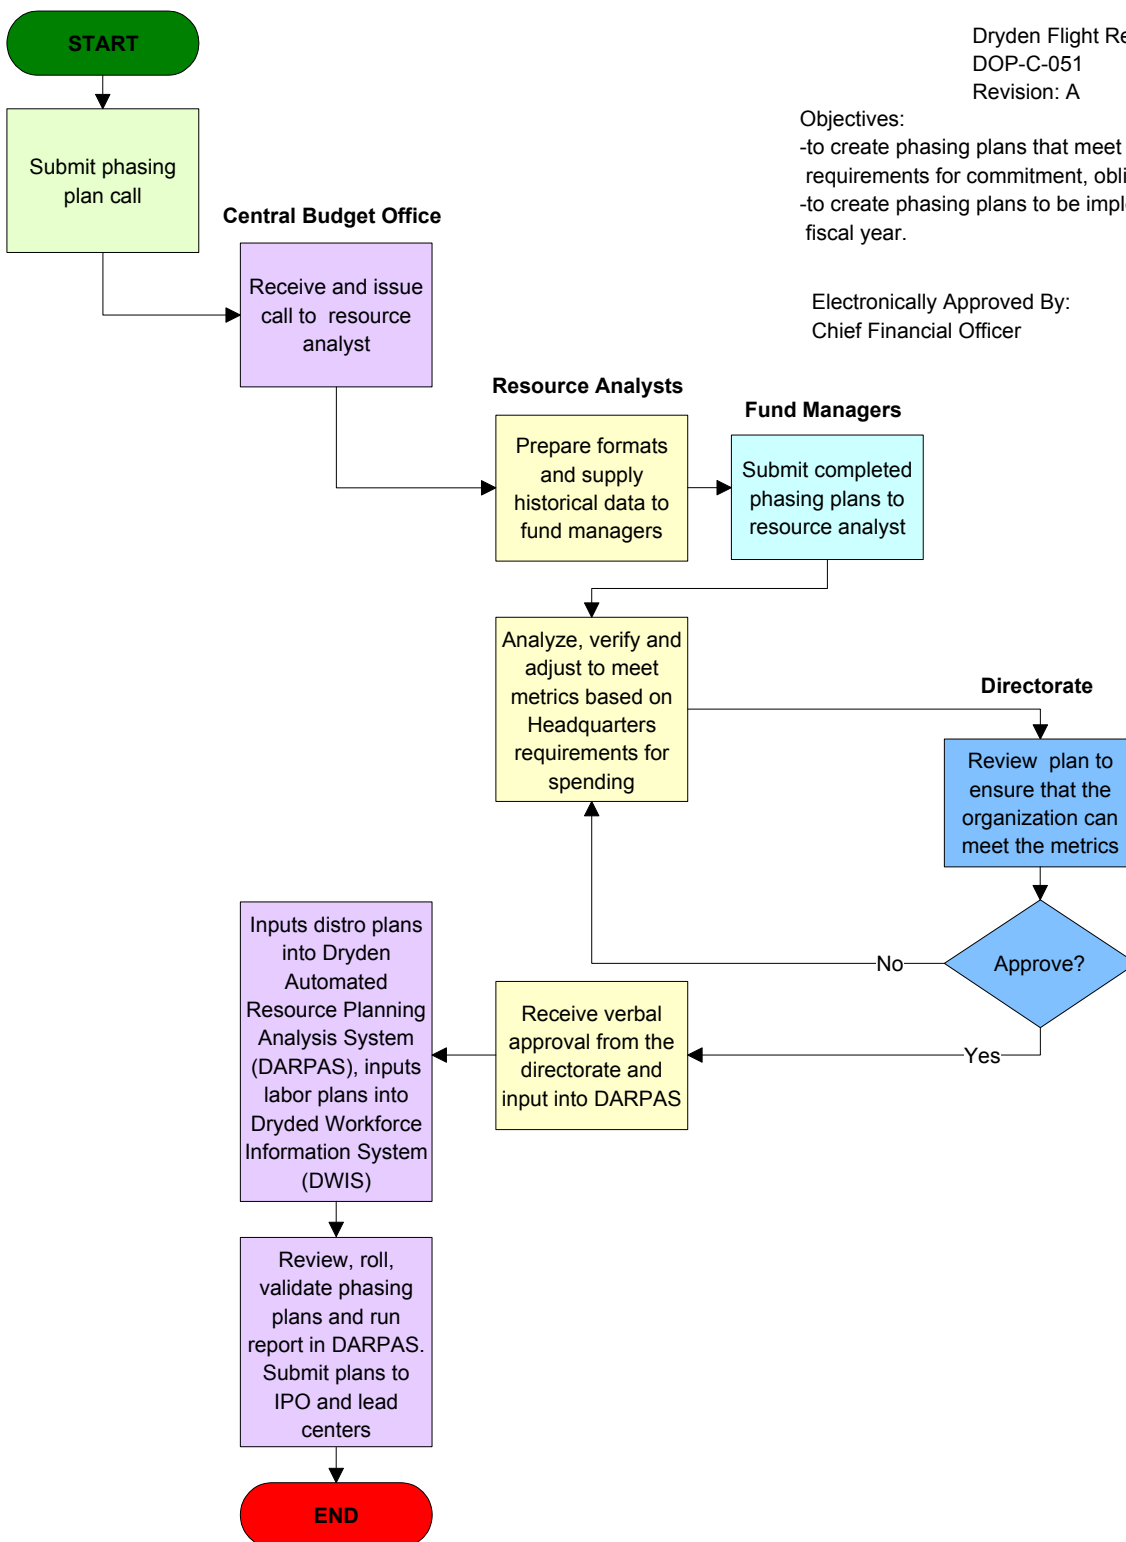 START
Dryden Flight Re
DOP-C-051
Revision: A
Objectives:
-to create phasing plans that meet
requirements for commitment, obli
-to create phasing plans to be imple
fiscal year.
Submit phasing
plan call
Central Budget Office
Receive and issue
call to resource
analyst
Electronically Approved By:
Chief Financial Officer
Resource Analysts
Prepare formats
and supply
historical data to
fund managers
Fund Managers
Submit completed
phasing plans to
resource analyst
Analyze, verify and
adjust to meet
metrics based on
Headquarters
requirements for
spending
Directorate
Review plan to
ensure that the
organization can
meet the metrics
Approve?
No
Yes
Receive verbal
approval from the
directorate and
input into DARPAS
Inputs distro plans
into Dryden
Automated
Resource Planning
Analysis System
(DARPAS), inputs
labor plans into
Dryded Workforce
Information System
(DWIS)
Review, roll,
validate phasing
plans and run
report in DARPAS.
Submit plans to
IPO and lead
centers
END